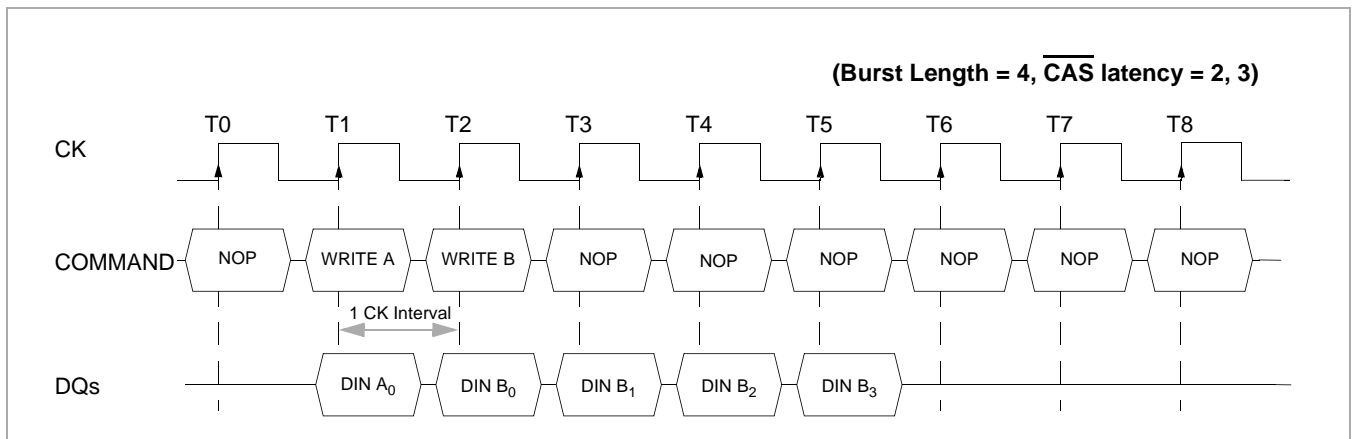 (Burst Length = 4, CAS latency = 2, 3)
T0 T1 T2 T3 T4 T5 T6 T7 T8
CK
COMMAND NOP WRITE A WRITE B NOP NOP NOP NOP NOP NOP
1 CK Interval
DQs DIN A0 DIN B0 DIN B1 DIN B2 DIN B3